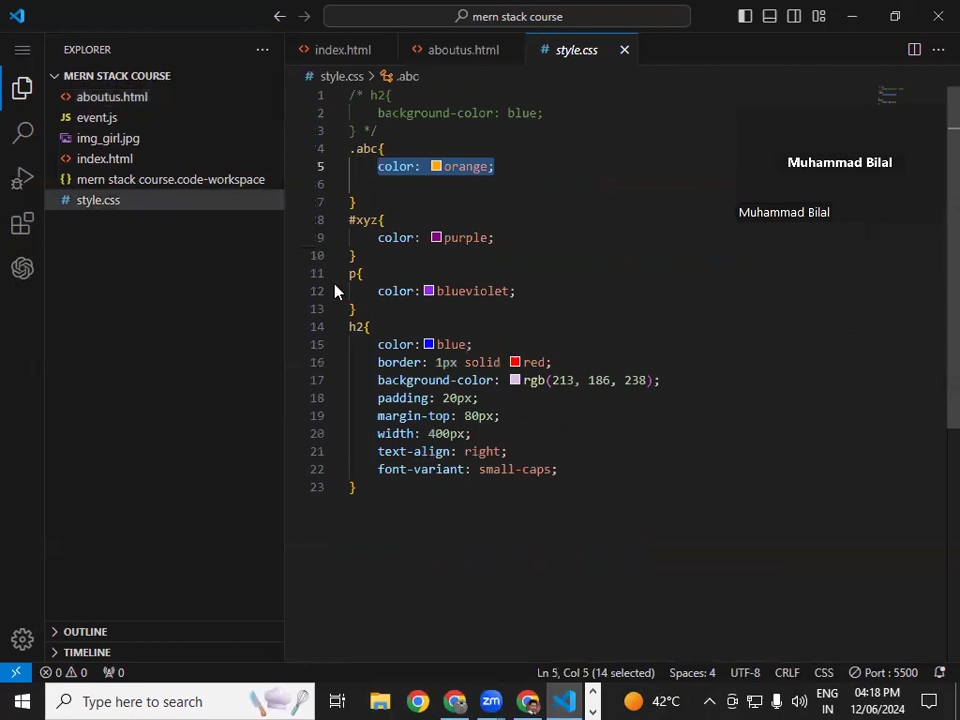 mern stack course
EXPLORER
index.html
aboutus.html
style.css
MERN STACK COURSE
style.css > .abc
aboutus.html
event.js
img_girl.jpg
index.html
mern stack course.code-workspace
style.css
1 /* h2{
2 background-color: blue;
3 } */
4 .abc{
5 color: orange;
6
7 }
8 #xyz{
9 color: purple;
10 }
11 p{
12 color: blueviolet;
13 }
14 h2{
15 color: blue;
16 border: 1px solid red;
17 background-color: rgb(213, 186, 238);
18 padding: 20px;
19 margin-top: 80px;
20 width: 400px;
21 text-align: right;
22 font-variant: small-caps;
23 }
Muhammad Bilal
Muhammad Bilal
OUTLINE
TIMELINE
0 0 0 Ln 5, Col 5 (14 selected) Spaces: 4 UTF-8 CRLF CSS Port : 5500
Type here to search
42°C
ENG
IN
04:18 PM
12/06/2024